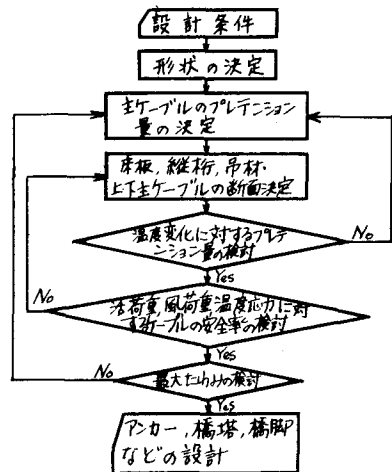 設計条件
形状の決定
主ケーブルのプレテンション
量の決定
床板,縦桁,吊材,
上下主ケーブルの断面決定
温度変化に対するプレテ
ンション量の検討
No
Yes
活荷重,風荷重,温度応力に対
するケーブルの安全率の検討
No
Yes
最大たわみの検討
No
Yes
アンカー,橋塔,橋脚
などの設計